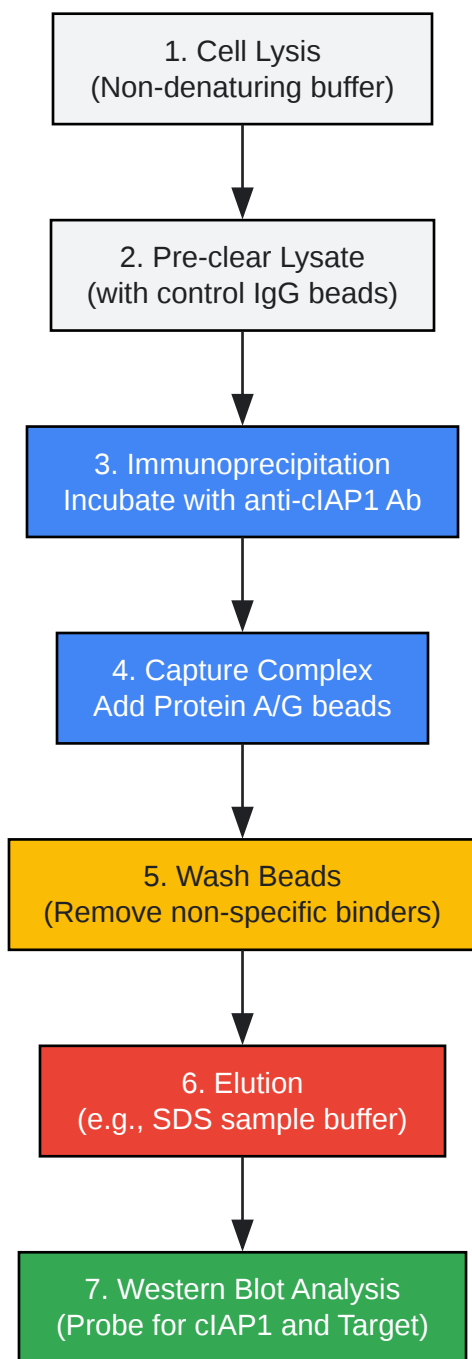 1. Cell Lysis
(Non-denaturing buffer)
2. Pre-clear Lysate
(with control IgG beads)
3. Immunoprecipitation
Incubate with anti-cIAP1 Ab
4. Capture Complex
Add Protein A/G beads
5. Wash Beads
(Remove non-specific binders)
6. Elution
(e.g., SDS sample buffer)
7. Western Blot Analysis
(Probe for cIAP1 and Target)